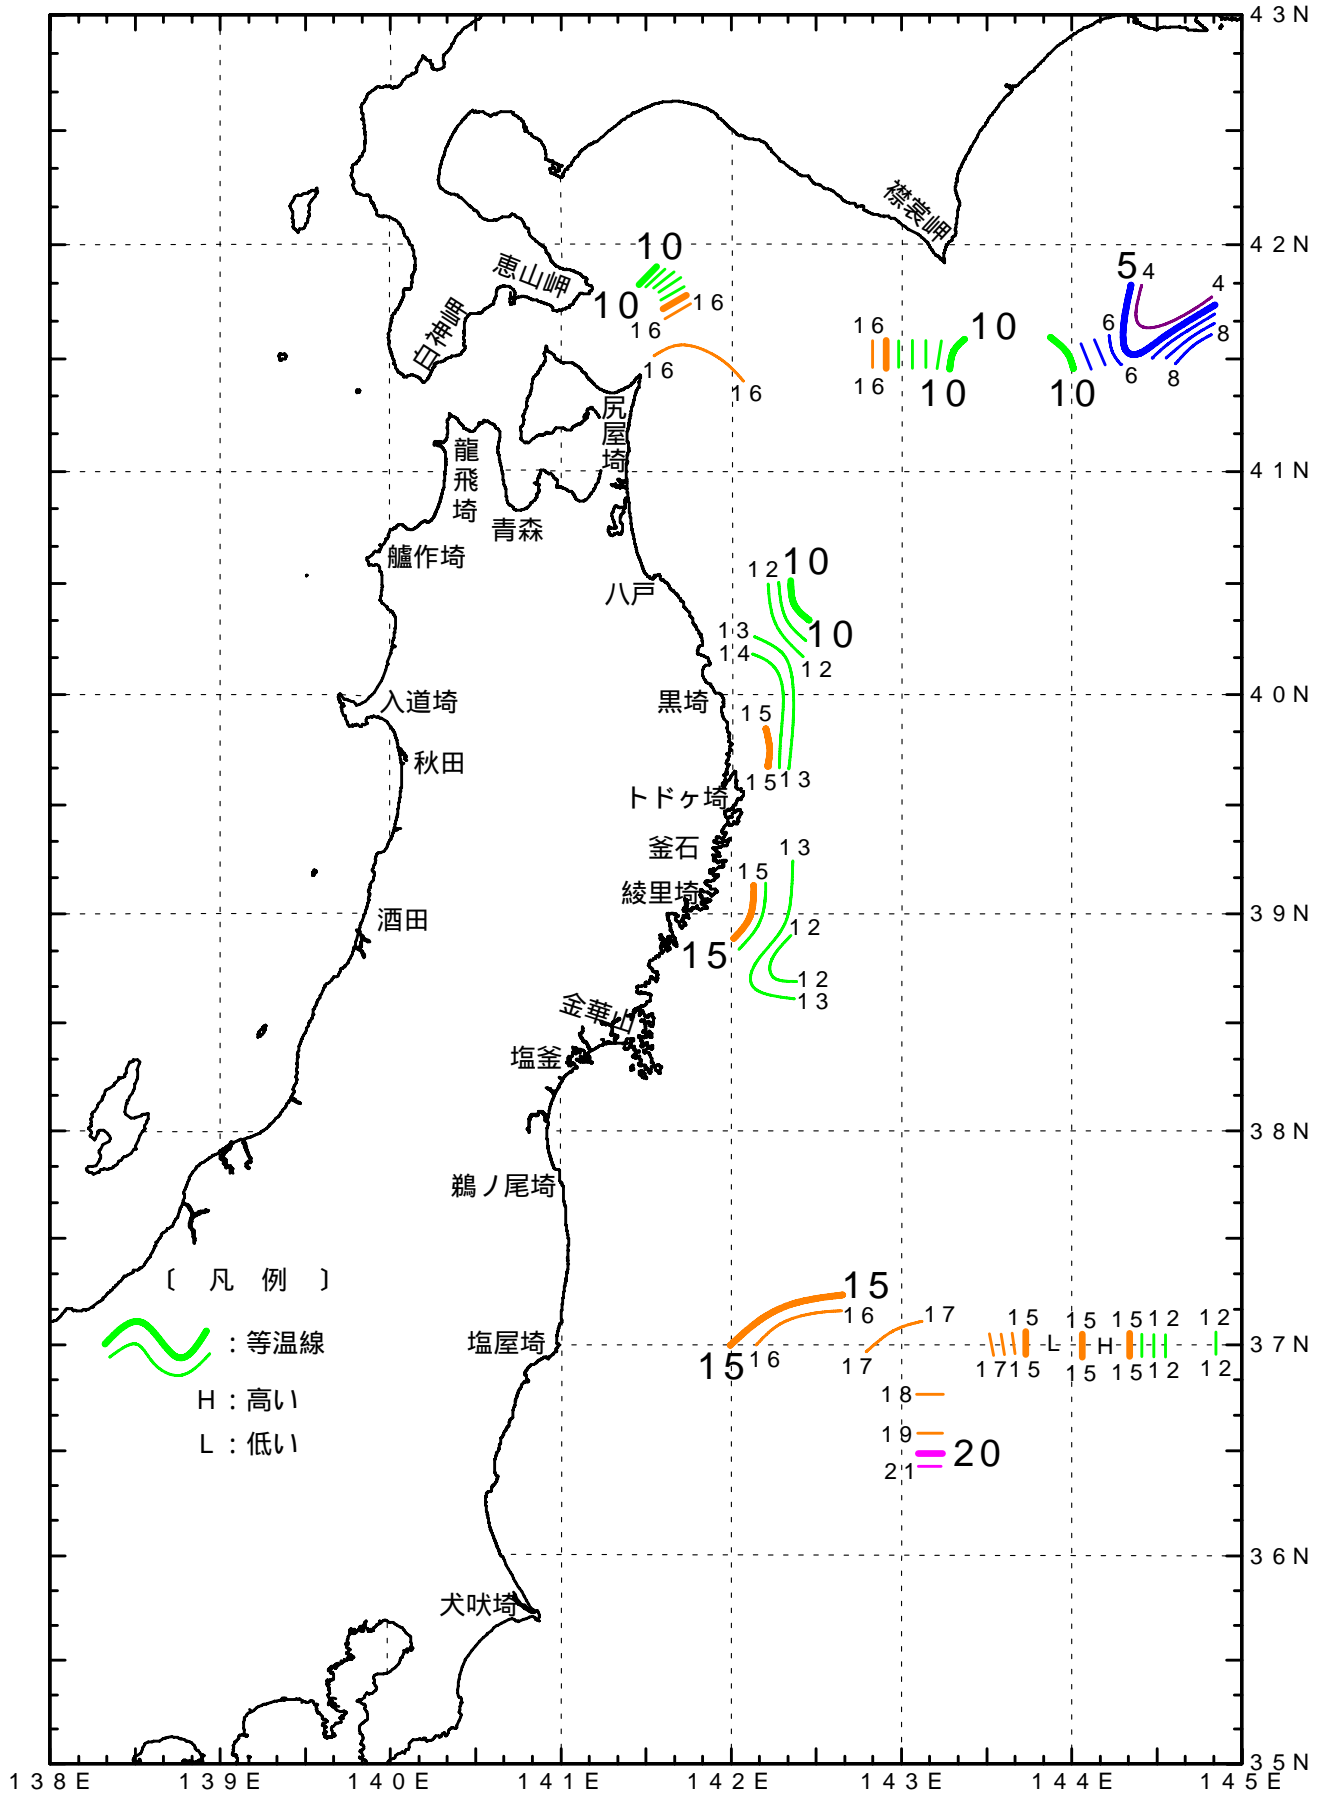 43N
襟裳岬
42N
10
恵山岬
5
4
4
10
16
白神岬
16
16
10
6
8
16
16
16
10
10
6
8
尻屋埼
龍飛埼
41N
青森
艫作埼
12
10
八戸
13
10
14
12
入道埼
黒埼
40N
15
秋田
15
13
トドヶ埼
釜石
13
15
綾里埼
酒田
39N
12
15
12
13
金華山
塩釜
38N
鵜ノ尾埼
〔 凡 例 〕
15
16
17
15
15
15
12
12
:等温線
塩屋埼
L
H
37N
15
16
17
17
15
15
15
12
12
H:高い
18
L:低い
19
20
21
36N
犬吠埼
35N
138E
139E
140E
141E
142E
143E
144E
145E